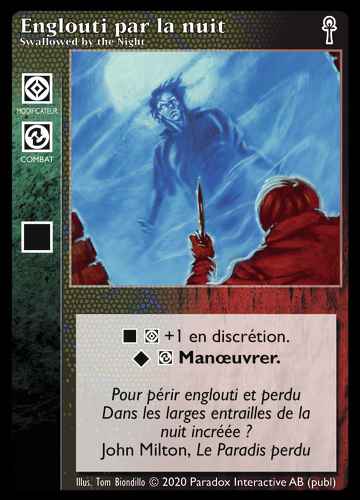 Englouti par la nuit
Swallowed by the Night
MODIFICATEUR
COMBAT
+1 en discrétion.
Manœuvrer.
Pour périr englouti et perdu
Dans les larges entrailles de la
nuit incréée ?
John Milton, Le Paradis perdu
Illus. Tom Biondillo © 2020 Paradox Interactive AB (publ)